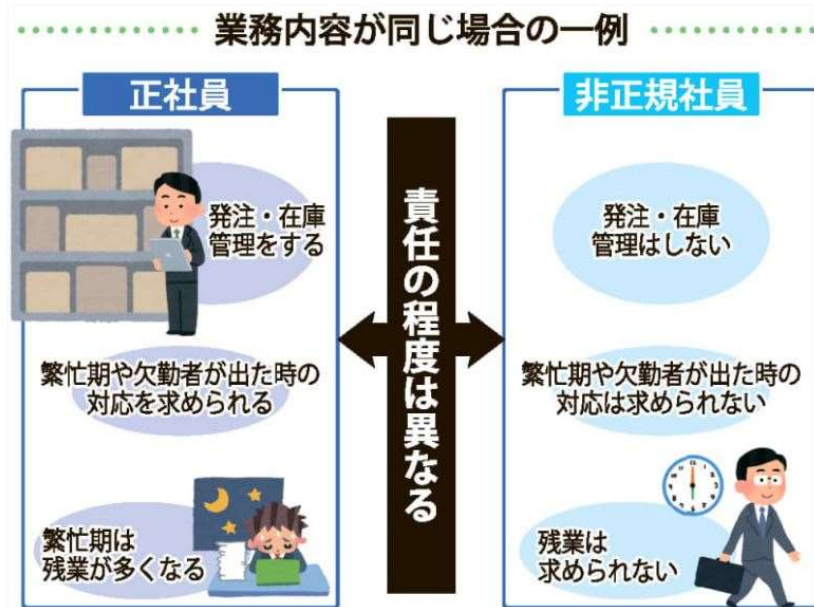 業務内容が同じ場合の一例
正社員
発注・在庫
管理をする
繁忙期や欠勤者が出た時の
対応を求められる
繁忙期は
残業が多くなる
責任の程度は異なる
非正規社員
発注・在庫
管理はしない
繁忙期や欠勤者が出た時の
対応は求められない
残業は
求められない